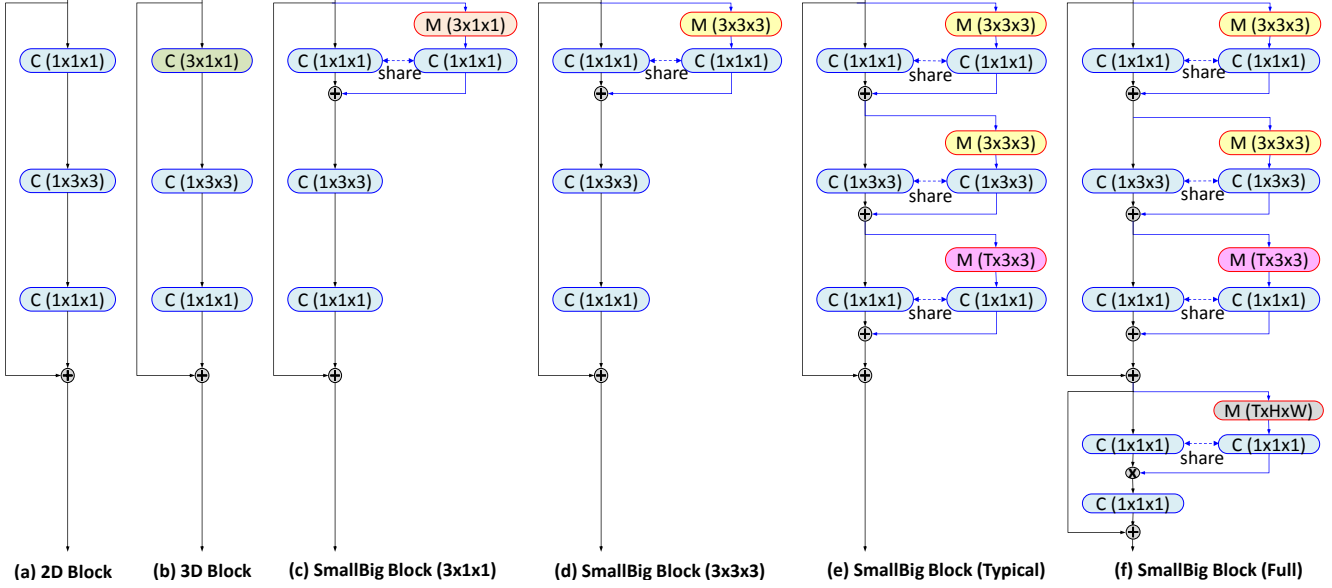 M (3x1x1)
M (3x3x3)
M (3x3x3)
M (3x3x3)
C (1x1x1)
C (3x1x1)
C (1x1x1)
C (1x1x1)
C (1x1x1)
C (1x1x1)
C (1x1x1)
C (1x1x1)
C (1x1x1)
C (1x1x1)
share
share
share
share
M (3x3x3)
M (3x3x3)
C (1x3x3)
C (1x3x3)
C (1x3x3)
C (1x3x3)
C (1x3x3)
C (1x3x3)
C (1x3x3)
C (1x3x3)
share
share
M (Tx3x3)
M (Tx3x3)
C (1x1x1)
C (1x1x1)
C (1x1x1)
C (1x1x1)
C (1x1x1)
C (1x1x1)
C (1x1x1)
C (1x1x1)
share
share
M (TxHxW)
C (1x1x1)
C (1x1x1)
share
C (1x1x1)
(a) 2D Block
(b) 3D Block
(c) SmallBig Block (3x1x1)
(d) SmallBig Block (3x3x3)
(e) SmallBig Block (Typical)
(f) SmallBig Block (Full)